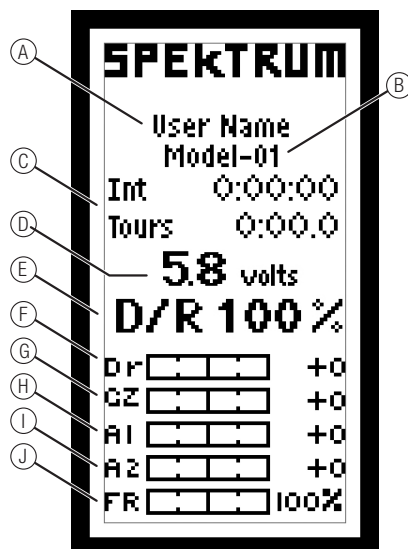 SPEKTRUM
A
B
User Name
Model-01
C
Int 0:00:00
Tours 0:00.0
D
5.8 volts
E
D/R 100 %
F
Dr +0
G
GZ +0
H
A1 +0
I
A2 +0
J
FR 100%